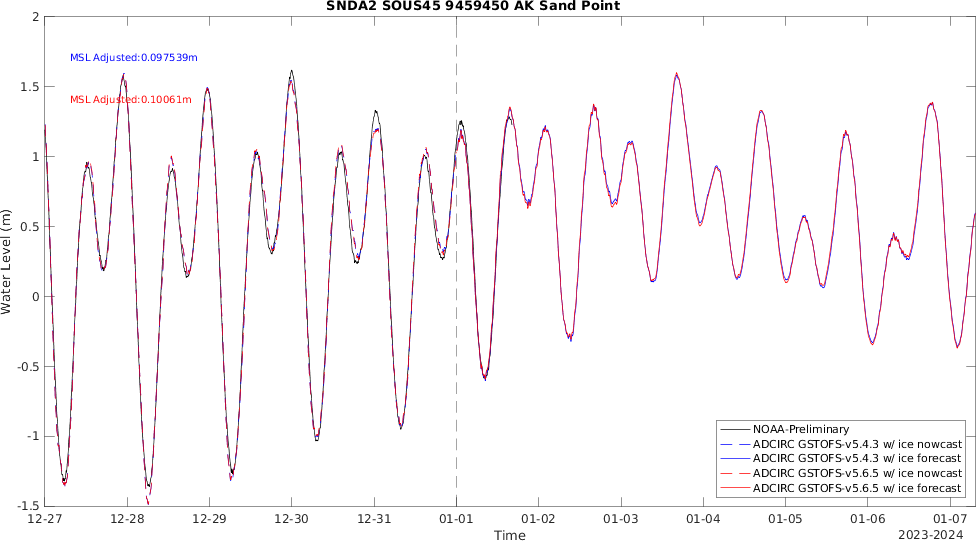 SNDA2 SOUS45 9459450 AK Sand Point
MSL Adjusted:0.097539m
MSL Adjusted:0.10061m
Water Level (m)
2
1.5
1
0.5
0
-0.5
-1
-1.5
12-27 12-28 12-29 12-30 12-31 01-01 01-02 01-03 01-04 01-05 01-06 01-07
Time
2023-2024
NOAA-Preliminary
ADCIRC GSTOFS-v5.4.3 w/ ice nowcast
ADCIRC GSTOFS-v5.4.3 w/ ice forecast
ADCIRC GSTOFS-v5.6.5 w/ ice nowcast
ADCIRC GSTOFS-v5.6.5 w/ ice forecast